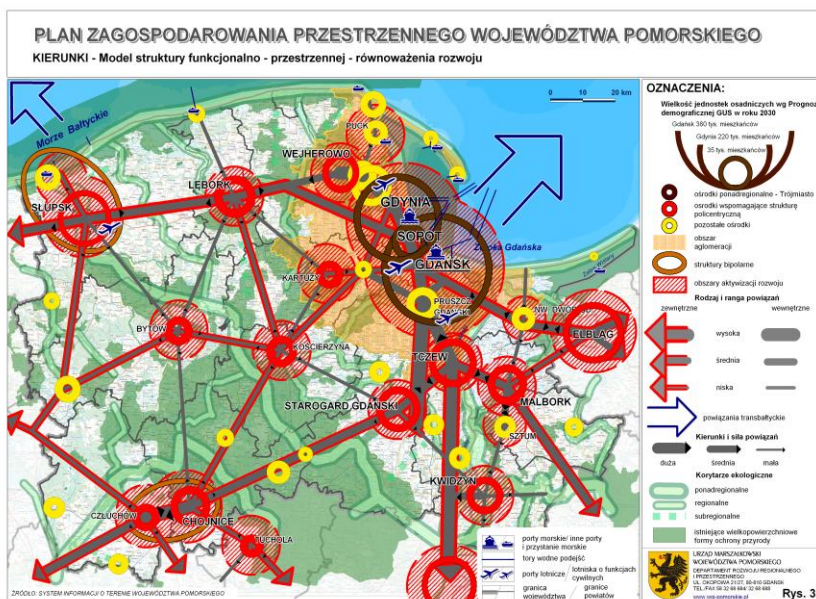 PLAN ZAGOSPODAROWANIA PRZESTRZENNEGO WOJEWÓDZTWA POMORSKIEGO
KIERUNKI - Model struktury funkcjonalno - przestrzennej - równoważenia rozwoju
0 10 20 km
Morze Bałtyckie
PUCK
WEJHEROWO
LĘBORK
SŁUPSK
GDYNIA
SOPOT
GDAŃSK
KARTUZY
PRUSZCZ
BYTÓW
KOŚCIERZYNA
ELBLĄG
TCZEW
MALBORK
STAROGARD GDAŃSKI
SZTUM
KWIDZYN
CZŁUCHÓW
CHOJNICE
TUCHOLA
ŹRÓDŁO: SYSTEM INFORMACJI O TERENIE WOJEWÓDZTWA POMORSKIEGO
porty morskie/ inne porty
i przystanie morskie
tory wodne podejść
porty lotnicze / lotniska o funkcjach
cywilnych
granica
województwa / granice
powiatów
OZNACZENIA:
Wielkość jednostek osadniczych wg Prognoz
demograficznej GUS w roku 2030
Gdańsk 360 tys. mieszkańców
Gdynia 220 tys. mieszkańców
35 tys. mieszkańców
ośrodki ponadregionalne - Trójmiasto
ośrodki wspomagające strukturę
policentryczną
pozostałe ośrodki
obszar
aglomeracji
struktury bipolarne
obszary aktywizacji rozwoju
Rodzaj i ranga powiązań
zewnętrzne wewnętrzne
wysoka
średnia
niska
powiązania transbałtyckie
Kierunki i siła powiązań
duża średnia mała
Korytarze ekologiczne
ponadregionalne
regionalne
subregionalne
istniejące wielkopowierzchniowe
formy ochrony przyrody
URZĄD MARSZAŁKOWSKI
WOJEWÓDZTWA POMORSKIEGO
DEPARTAMENT ROZWOJU REGIONALNEGO
I PRZESTRZENNEGO
Rys. 3